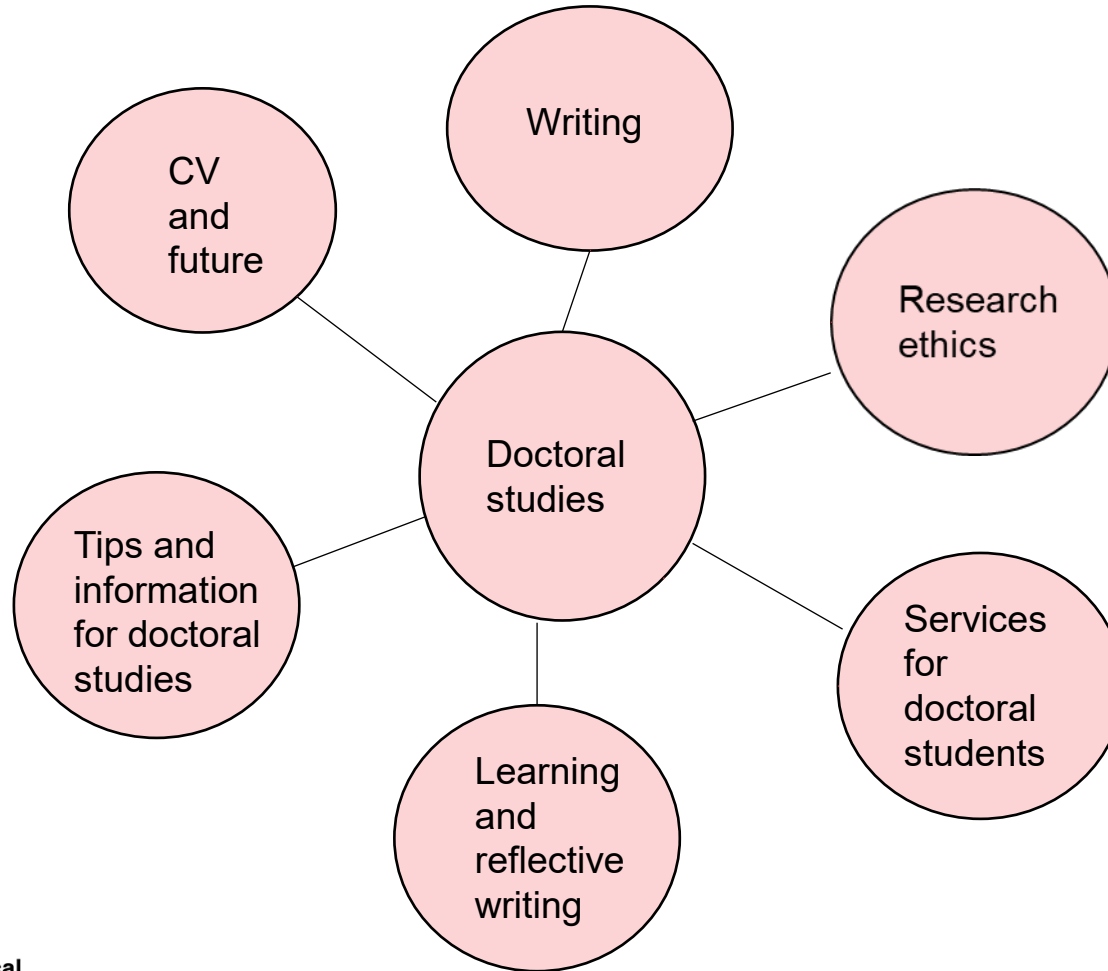 Writing
CV
and
future
Research
ethics
Doctoral
studies
Tips and
information
for doctoral
studies
Services
for
doctoral
students
Learning
and
reflective
writing